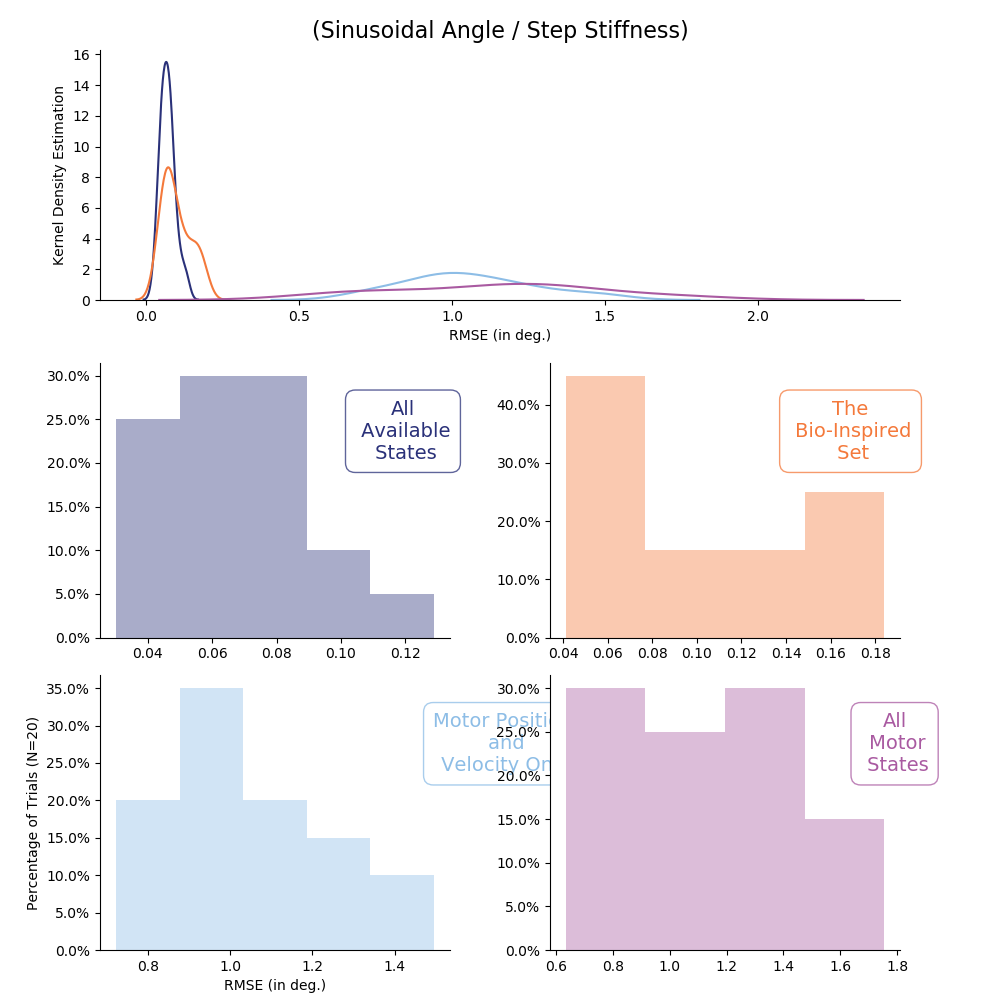 (Sinusoidal Angle / Step Stiffness)
Kernel Density Estimation
16
14
12
10
8
6
4
2
0
0.0 0.5 1.0 1.5 2.0
RMSE (in deg.)
30.0%
25.0%
20.0%
15.0%
10.0%
5.0%
0.0%
All
Available
States
0.04 0.06 0.08 0.10 0.12
40.0%
30.0%
20.0%
10.0%
0.0%
The
Bio-Inspired
Set
0.04 0.06 0.08 0.10 0.12 0.14 0.16 0.18
Percentage of Trials (N=20)
35.0%
30.0%
25.0%
20.0%
15.0%
10.0%
5.0%
0.0%
Motor Positi
and
Velocity On
0.8 1.0 1.2 1.4
RMSE (in deg.)
30.0%
25.0%
20.0%
15.0%
10.0%
5.0%
0.0%
All
Motor
States
0.6 0.8 1.0 1.2 1.4 1.6 1.8